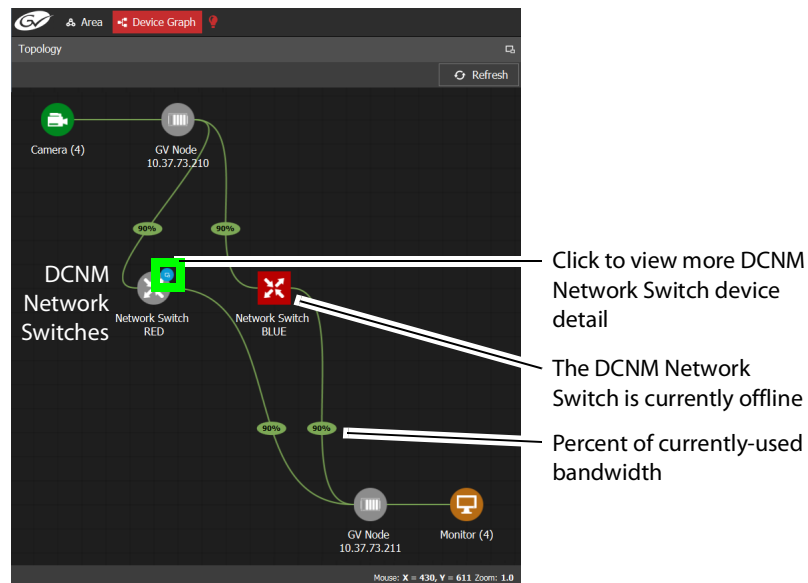 GV Area Device Graph
Topology
Refresh
Camera (4)
GV Node
10.37.73.210
90% 90%
DCNM
Network
Switches
Network Switch
RED
Network Switch
BLUE
Click to view more DCNM
Network Switch device
detail
The DCNM Network
Switch is currently offline
90% 90%
Percent of currently-used
bandwidth
GV Node
10.37.73.211
Monitor (4)
Mouse: X = 430, Y = 611 Zoom: 1.0